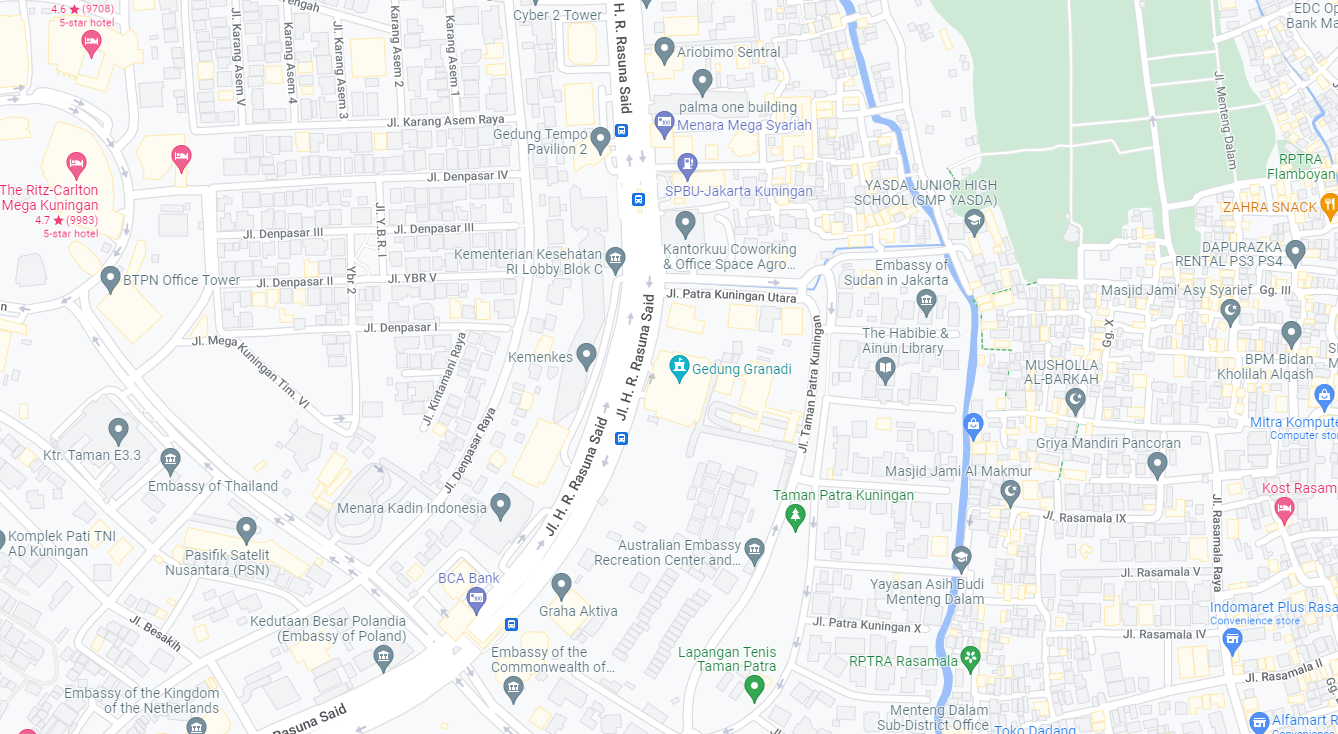 4.6 ★ (9708)
5-star hotel
Jl. Karang Asem V
Karang Asem 4
Jl. Karang Asem 3
Karang Asem 2
Karang Asem 1
Cyber 2 Tower
H. R. Rasuna Said
Ariobimo Sentral
palma one building
Menara Mega Syariah
Jl. Karang Asem Raya
Gedung Tempo
Pavilion 2
SPBU-Jakarta Kuningan
Jl. Menteng Dalam
EDC Op
Bank Ma
YASDA JUNIOR HIGH
SCHOOL (SMP YASDA)
RPTRA
Flamboyan
ZAHRA SNACK
The Ritz-Carlton
Mega Kuningan
4.7 ★ (9983)
5-star hotel
Jl. Denpasar IV
Jl. Denpasar III
Jl. Denpasar III
Jl. Y.B.R. I
Kantorkuu Coworking
& Office Space Agro...
Kementerian Kesehatan
RI Lobby Blok C
Embassy of
Sudan in Jakarta
DAPURAZKA
RENTAL PS3 PS4
BTPN Office Tower
Jl. Denpasar II
Ybr 2
Jl. YBR V
Jl. Patra Kuningan Utara
Masjid Jami' Asy Syarief
Gg. III
Jl. Denpasar I
Jl. H. R. Rasuna Said
Jl. Taman Patra Kuningan
The Habibie &
Ainun Library
Gg. X
BPM Bidan
Kholilah Alqash
Jl. Mega Kuningan Tim. VI
Jl. Kintamani Raya
Kemenkes
Gedung Granadi
MUSHOLLA
AL-BARKAH
Mitra Kompute
Computer sto
Jl. Denpasar Raya
Jl. H. R. Rasuna Said
Griya Mandiri Pancoran
Ktr. Taman E3.3
Embassy of Thailand
Masjid Jami Al Makmur
Kost Rasam
Menara Kadin Indonesia
Taman Patra Kuningan
Jl. Rasamala IX
Jl. Rasamala Raya
Komplek Pati TNI
AD Kuningan
Pasifik Satelit
Nusantara (PSN)
Australian Embassy
Recreation Center and...
Yayasan Asih Budi
Menteng Dalam
Jl. Rasamala V
BCA Bank
Graha Aktiva
Jl. Besakih
Kedutaan Besar Polandia
(Embassy of Poland)
Jl. Patra Kuningan X
Indomaret Plus Rasa
Convenience store
Jl. Rasamala IV
Embassy of the
Commonwealth of...
Lapangan Tenis
Taman Patra
RPTRA Rasamala
Jl. Rasamala II
Embassy of the Kingdom
of the Netherlands
Rasuna Said
Menteng Dalam
Sub-District Office
Toko Dadang
Alfamart R